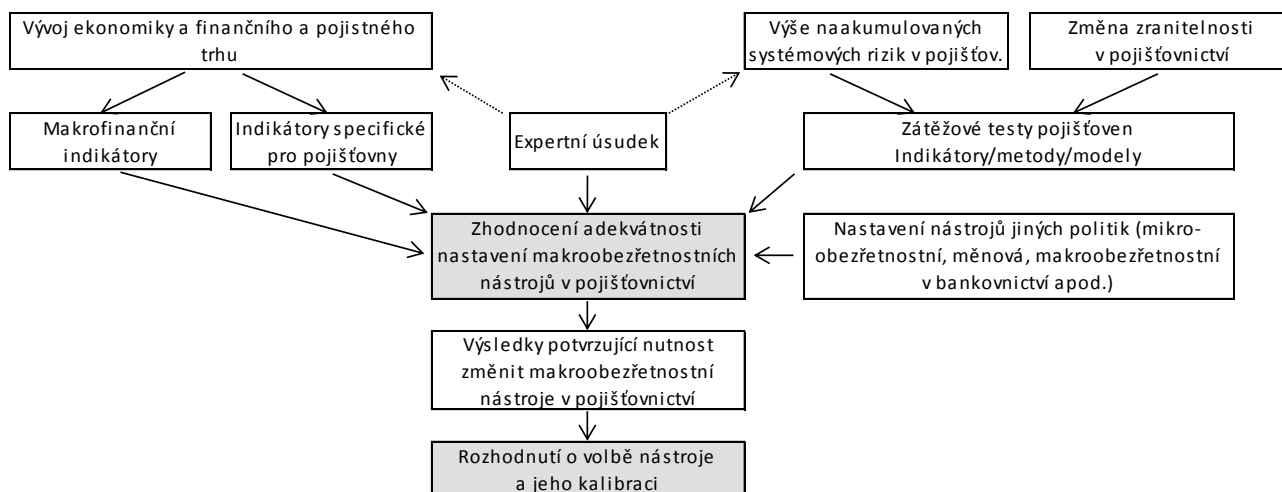 Vývoj ekonomiky a finančního a pojistného
trhu
Výše naakumulovaných
systémových rizik v pojišťov.
Změna zranitelnosti
v pojišťovnictví
Makrofinanční
indikátory
Indikátory specifické
pro pojišťovny
Expertní úsudek
Zátěžové testy pojišťoven
Indikátory/metody/modely
Zhodnocení adekvátnosti
nastavení makroobezřetnostních
nástrojů v pojišťovnictví
Nastavení nástrojů jiných politik (mikro-
obezřetnostní, měnová, makroobezřetnostní
v bankovnictví apod.)
Výsledky potvrzující nutnost
změnit makroobezřetnostní
nástroje v pojišťovnictví
Rozhodnutí o volbě nástroje
a jeho kalibraci